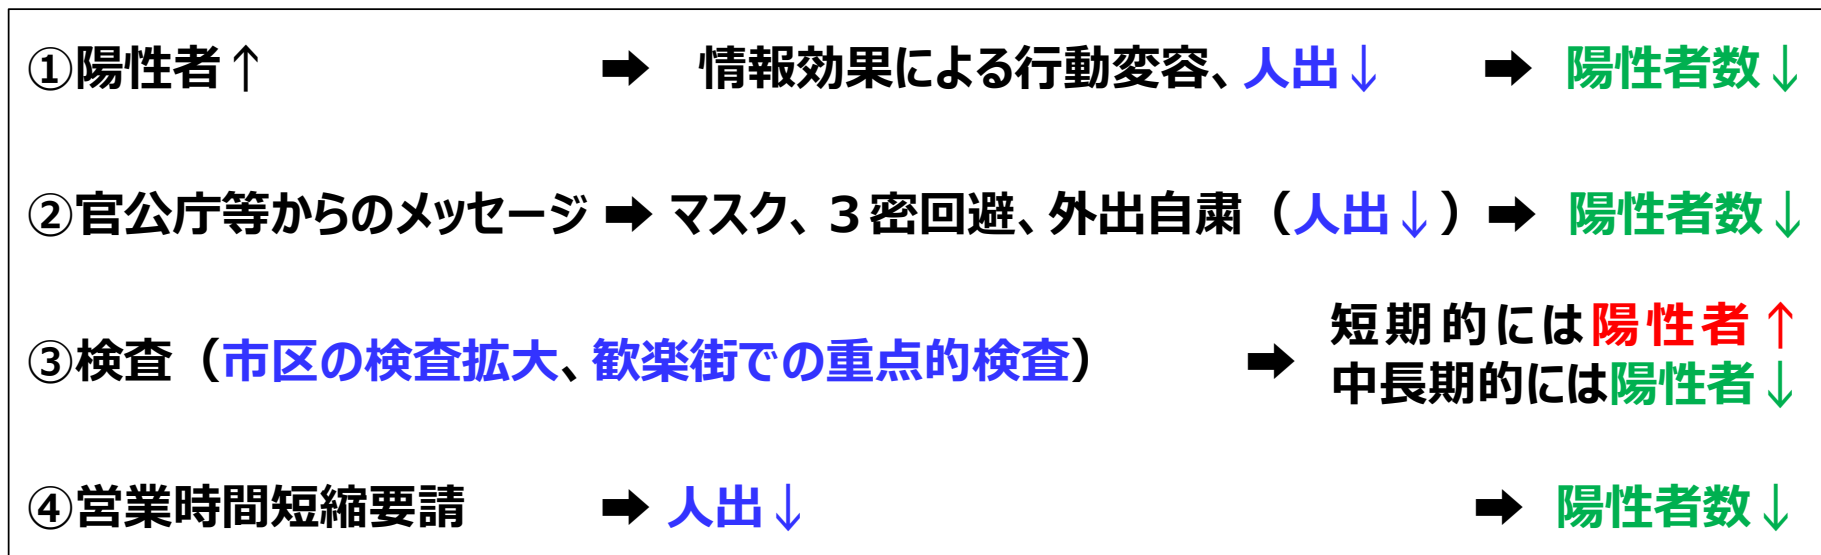 ①陽性者↑ ➡ 情報効果による行動変容、人出↓ ➡ 陽性者数↓
②官公庁等からのメッセージ ➡ マスク、3密回避、外出自粛（人出↓）➡ 陽性者数↓
③検査（市区の検査拡大、歓楽街での重点的検査） ➡ 短期的には陽性者↑
中長期的には陽性者↓
④営業時間短縮要請 ➡ 人出↓ ➡ 陽性者数↓